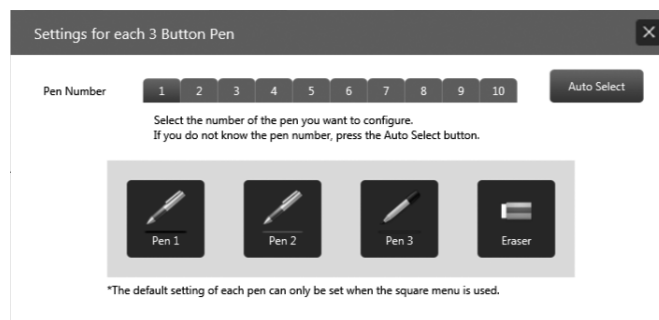 Settings for each 3 Button Pen
Pen Number 1 2 3 4 5 6 7 8 9 10 Auto Select
Select the number of the pen you want to configure.
If you do not know the pen number, press the Auto Select button.
Pen 1 Pen 2 Pen 3 Eraser
*The default setting of each pen can only be set when the square menu is used.